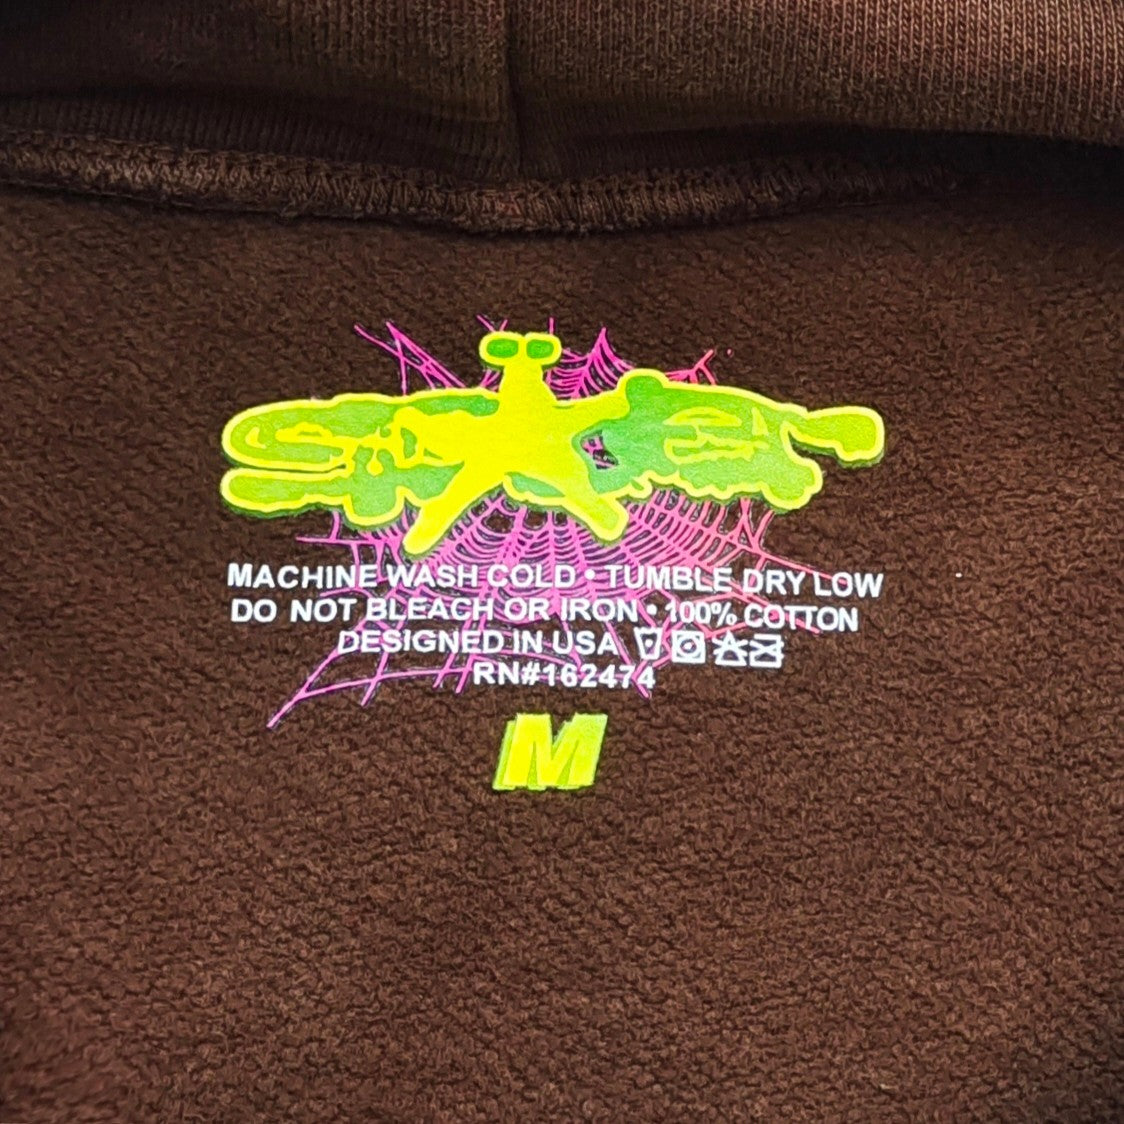 MACHINE WASH COLD • TUMBLE DRY LOW
DO NOT BLEACH OR IRON • 100% COTTON
DESIGNED IN USA
RN#162474
M